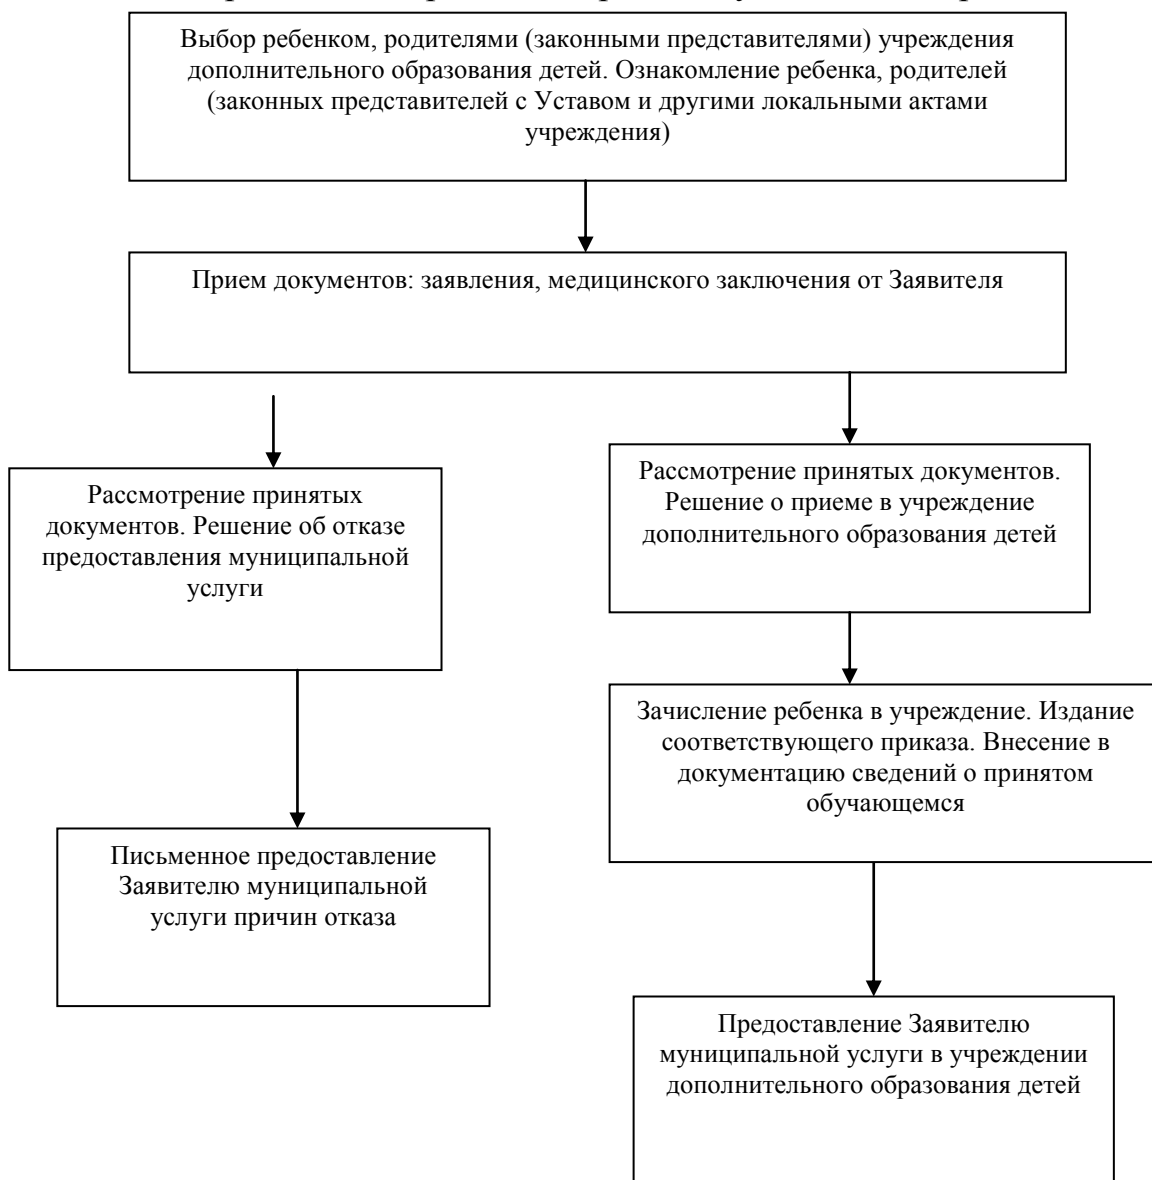 Выбор ребенком, родителями (законными представителями) учреждения
дополнительного образования детей. Ознакомление ребенка, родителей
(законных представителей с Уставом и другими локальными актами
учреждения)
Прием документов: заявления, медицинского заключения от Заявителя
Рассмотрение принятых
документов. Решение об отказе
предоставления муниципальной
услуги
Рассмотрение принятых документов.
Решение о приеме в учреждение
дополнительного образования детей
Зачисление ребенка в учреждение. Издание
соответствующего приказа. Внесение в
документацию сведений о принятом
обучающемся
Письменное предоставление
Заявителю муниципальной
услуги причин отказа
Предоставление Заявителю
муниципальной услуги в учреждении
дополнительного образования детей